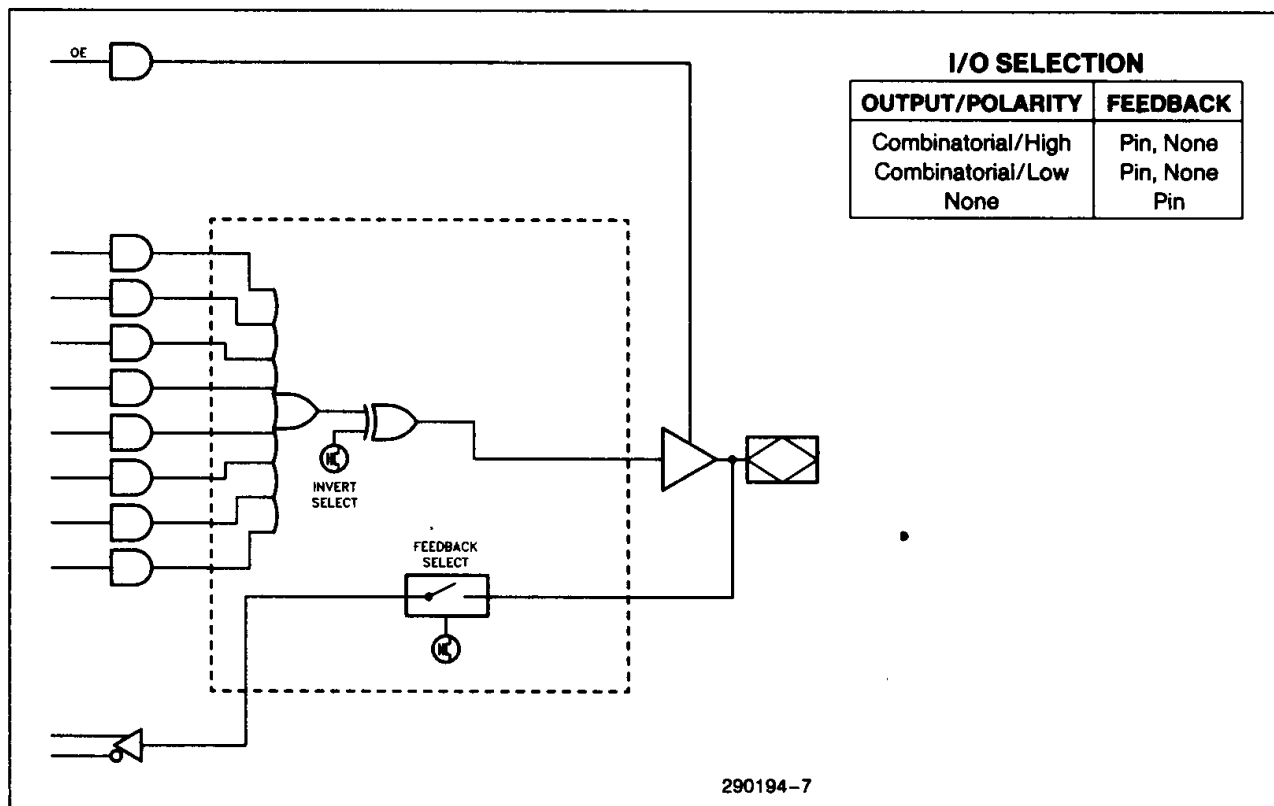 OE
I/O SELECTION
OUTPUT/POLARITY FEEDBACK
Combinatorial/High Pin, None
Combinatorial/Low Pin, None
None Pin
INVERT
SELECT
FEEDBACK
SELECT
290194-7